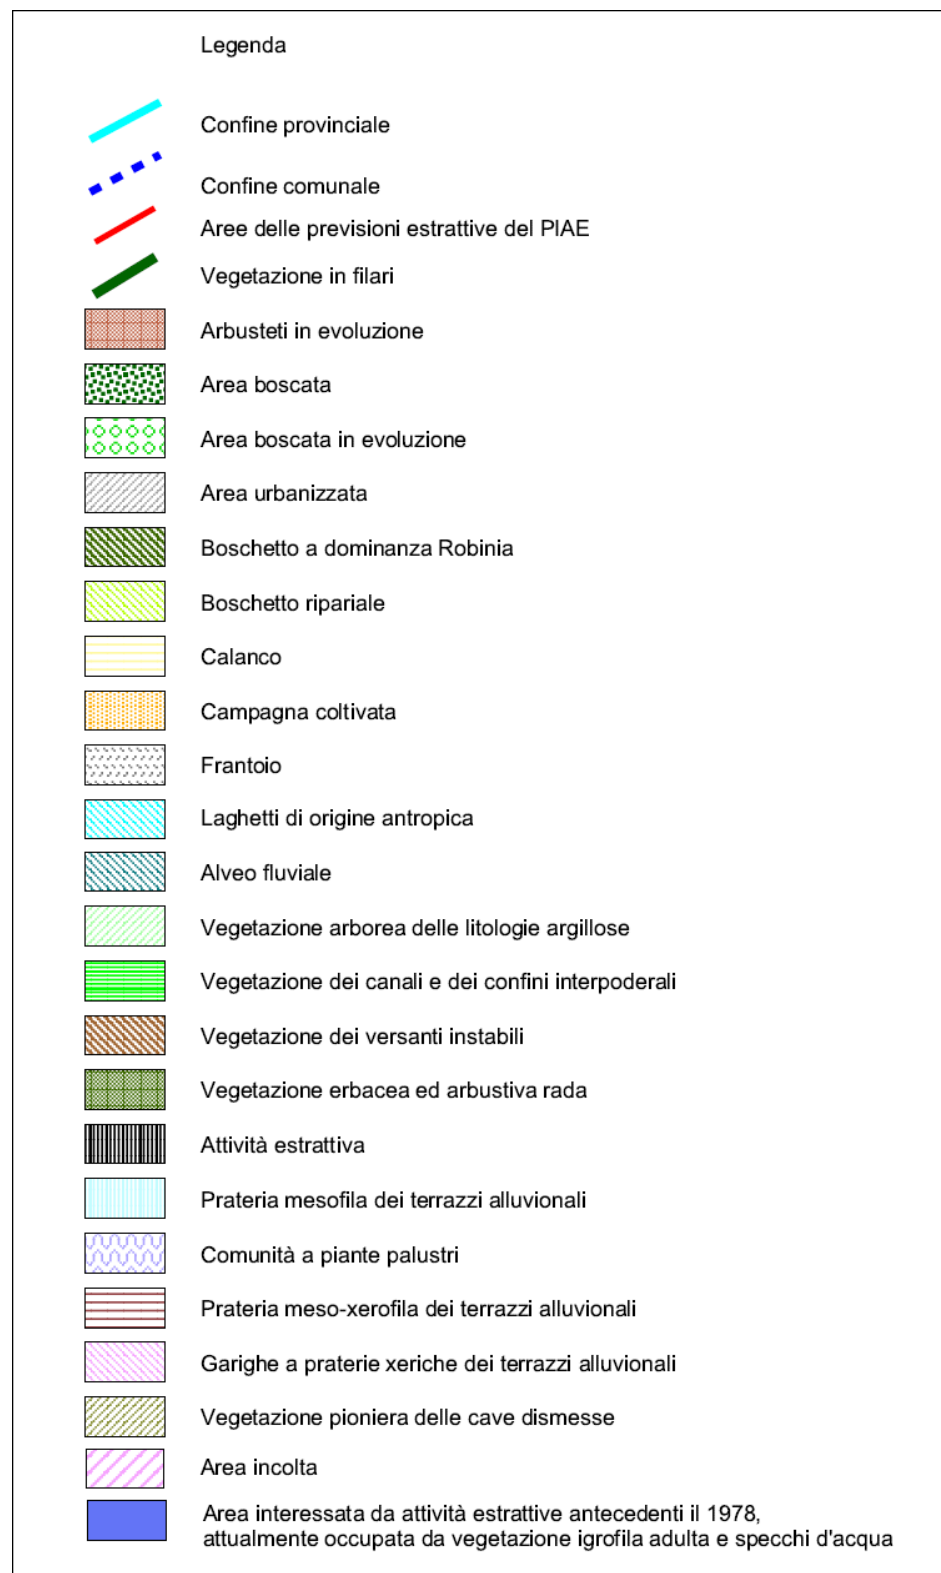 Legenda
Confine provinciale
Confine comunale
Aree delle previsioni estrattive del PIAE
Vegetazione in filari
Arbusteti in evoluzione
Area boscata
Area boscata in evoluzione
Area urbanizzata
Boschetto a dominanza Robinia
Boschetto ripariale
Calanco
Campagna coltivata
Frantoio
Laghetti di origine antropica
Alveo fluviale
Vegetazione arborea delle litologie argillose
Vegetazione dei canali e dei confini interpoderali
Vegetazione dei versanti instabili
Vegetazione erbacea ed arbustiva rada
Attività estrattiva
Prateria mesofila dei terrazzi alluvionali
Comunità a piante palustri
Prateria meso-xerofila dei terrazzi alluvionali
Garighe a praterie xeriche dei terrazzi alluvionali
Vegetazione pioniera delle cave dismesse
Area incolta
Area interessata da attività estrattive antecedenti il 1978,
attualmente occupata da vegetazione igrofila adulta e specchi d'acqua